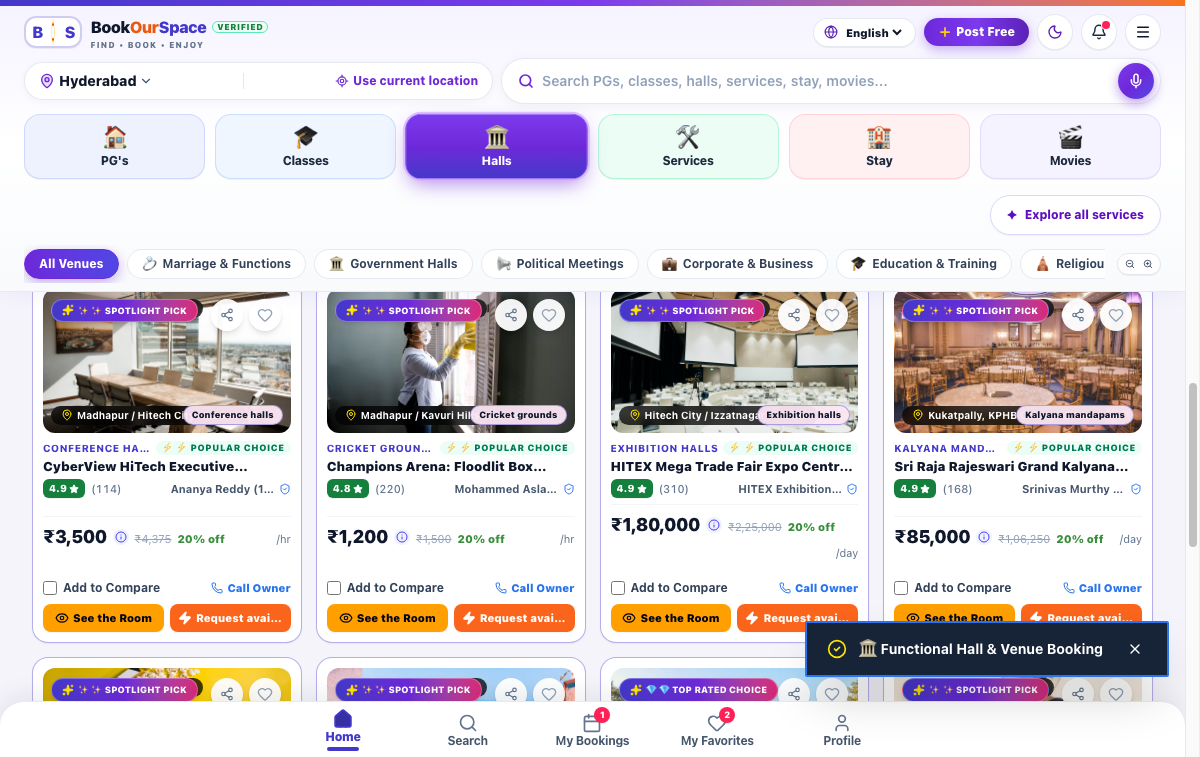 B S BookOurSpace VERIFIED
FIND • BOOK • ENJOY
English
+ Post Free
Hyderabad
Use current location
Search PGs, classes, halls, services, stay, movies...
PG's
Classes
Halls
Services
Stay
Movies
Explore all services
All Venues
Marriage & Functions
Government Halls
Political Meetings
Corporate & Business
Education & Training
Religiou
SPOTLIGHT PICK
Madhapur / Hitech Ci
Conference halls
CONFERENCE HA...
POPULAR CHOICE
CyberView HiTech Executive...
4.9 (114)
Ananya Reddy (1...
₹3,500 ₹4,375 20% off /hr
Add to Compare
Call Owner
See the Room
Request avai...
SPOTLIGHT PICK
Madhapur / Kavuri Hil
Cricket grounds
CRICKET GROUN...
POPULAR CHOICE
Champions Arena: Floodlit Box...
4.8 (220)
Mohammed Asla...
₹1,200 ₹1,500 20% off /hr
Add to Compare
Call Owner
See the Room
Request avai...
SPOTLIGHT PICK
Hitech City / Izzatnaga
Exhibition halls
EXHIBITION HALLS
POPULAR CHOICE
HITEX Mega Trade Fair Expo Centr...
4.9 (310)
HITEX Exhibition...
₹1,80,000 ₹2,25,000 20% off
/day
Add to Compare
Call Owner
See the Room
Request avai...
SPOTLIGHT PICK
Kukatpally, KPHB
Kalyana mandapams
KALYANA MAND...
POPULAR CHOICE
Sri Raja Rajeswari Grand Kalyana...
4.9 (168)
Srinivas Murthy ...
₹85,000 ₹1,06,250 20% off /day
Add to Compare
Call Owner
See the Room
Request avai...
Functional Hall & Venue Booking
SPOTLIGHT PICK
SPOTLIGHT PICK
TOP RATED CHOICE
SPOTLIGHT PICK
Home
Search
1
My Bookings
2
My Favorites
Profile